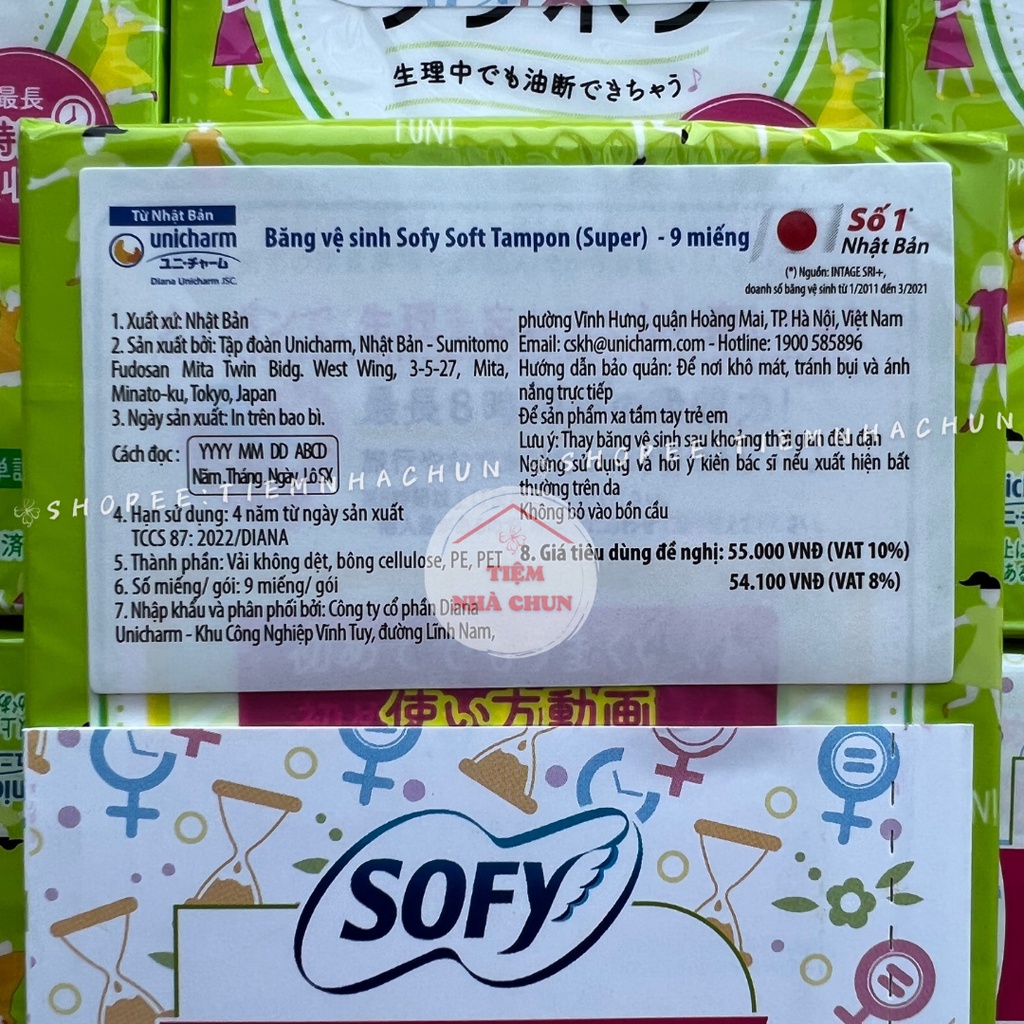 生理中でも油断できちゃう♪
最長
FUN!
Từ Nhật Bản
unicharm
ユニ・チャーム
Diana Unicharm JSC.
Băng vệ sinh Sofy Soft Tampon (Super) - 9 miếng
Số 1*
Nhật Bản
(*) Nguồn: INTAGE SRI+,
doanh số băng vệ sinh từ 1/2011 đến 3/2021
1. Xuất xứ: Nhật Bản
2. Sản xuất bởi: Tập đoàn Unicharm, Nhật Bản - Sumitomo
Fudosan Mita Twin Bidg. West Wing, 3-5-27, Mita,
Minato-ku, Tokyo, Japan
3. Ngày sản xuất: In trên bao bì.
Cách đọc: YYYY MM DD ABCD
Năm Tháng Ngày Lô SX
4. Hạn sử dụng: 4 năm từ ngày sản xuất
TCCS 87: 2022/DIANA
5. Thành phần: Vải không dệt, bông cellulose, PE, PET
6. Số miếng/ gói: 9 miếng/ gói
7. Nhập khẩu và phân phối bởi: Công ty cổ phần Diana
Unicharm - Khu Công Nghiệp Vĩnh Tuy, đường Lĩnh Nam,
phường Vĩnh Hưng, quận Hoàng Mai, TP. Hà Nội, Việt Nam
Email: cskh@unicharm.com - Hotline: 1900 585896
Hướng dẫn bảo quản: Để nơi khô mát, tránh bụi và ánh
nắng trực tiếp
Để sản phẩm xa tầm tay trẻ em
Lưu ý: Thay băng vệ sinh sau khoảng thời gian đều đặn
Ngừng sử dụng và hỏi ý kiến bác sĩ nếu xuất hiện bất
thường trên da
Không bỏ vào bồn cầu
8. Giá tiêu dùng đề nghị: 55.000 VNĐ (VAT 10%)
54.100 VNĐ (VAT 8%)
SHOPEE: TIEMNHACHUN
SHOPEE: TIEMNHACHUN
TIỆM
NHÀ CHUN
使い方動画
SOFY